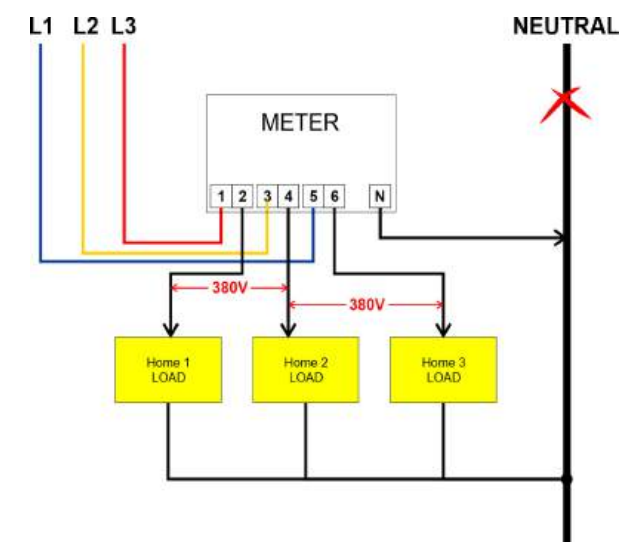 L1 L2 L3 NEUTRAL
METER
1 2 3 4 5 6 N
380V
380V
Home 1
LOAD
Home 2
LOAD
Home 3
LOAD